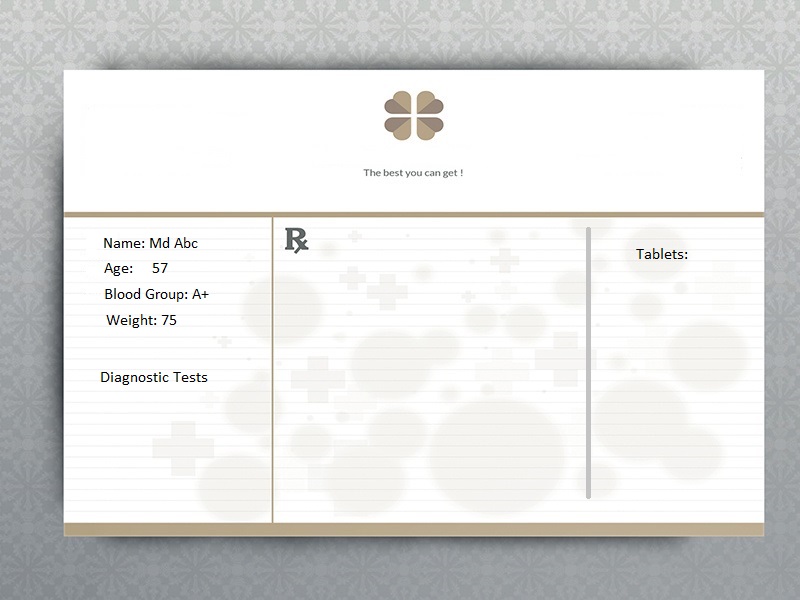 The best you can get !
Name: Md Abc
Age: 57
Blood Group: A+
Weight: 75
Diagnostic Tests
℞
Tablets: